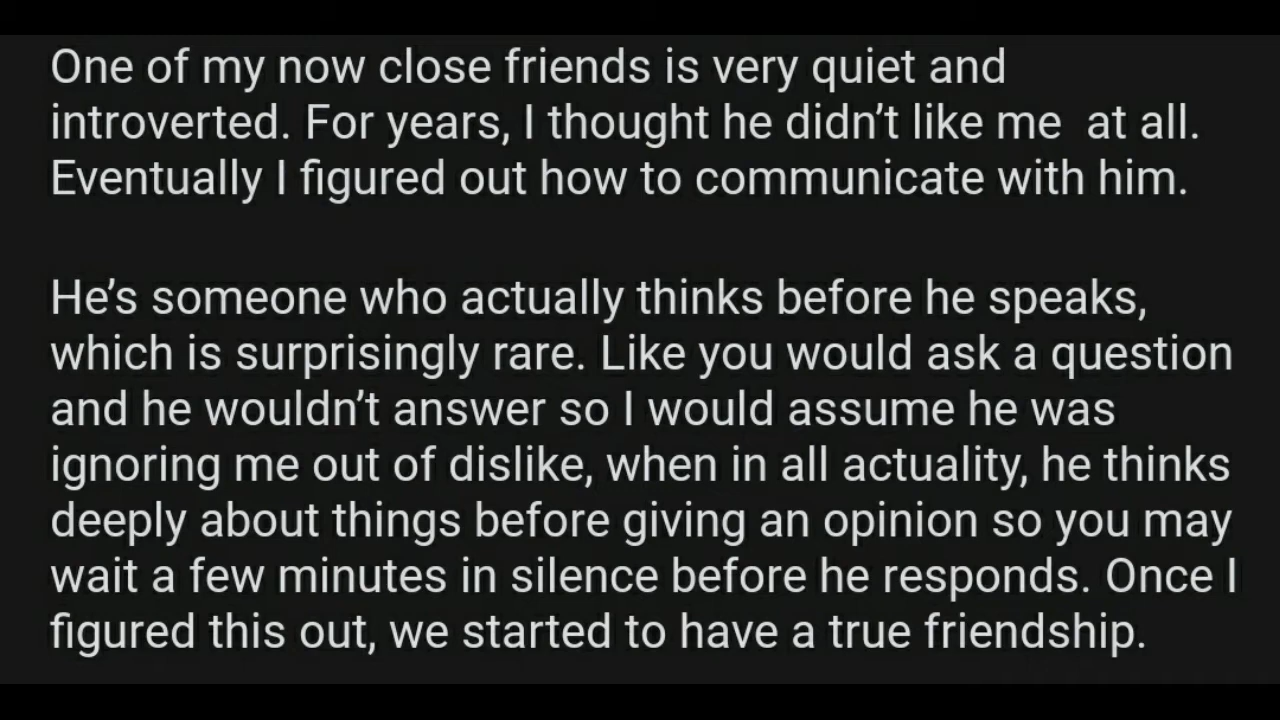 One of my now close friends is very quiet and
introverted. For years, I thought he didn’t like me  at all.
Eventually I figured out how to communicate with him.
He’s someone who actually thinks before he speaks,
which is surprisingly rare. Like you would ask a question
and he wouldn’t answer so I would assume he was
ignoring me out of dislike, when in all actuality, he thinks
deeply about things before giving an opinion so you may
wait a few minutes in silence before he responds. Once I
figured this out, we started to have a true friendship.